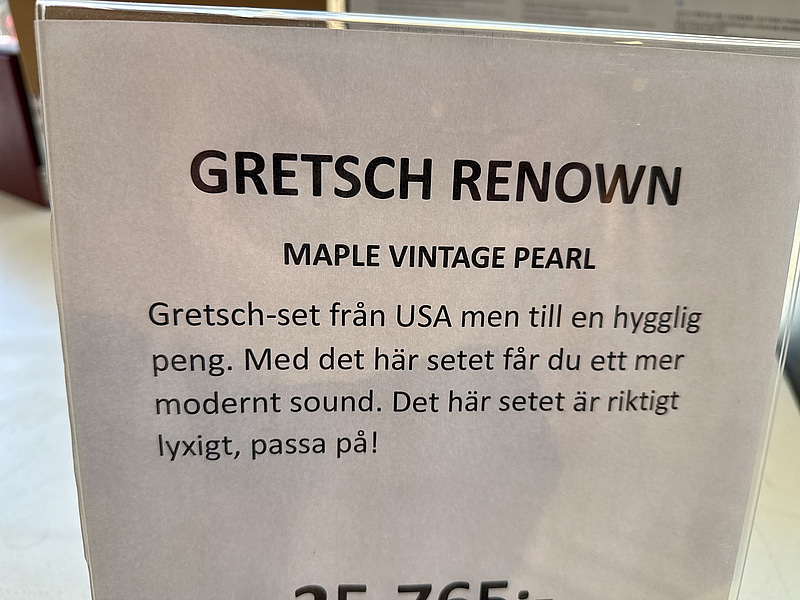 GRETSCH RENOWN
MAPLE VINTAGE PEARL
Gretsch-set från USA men till en hygglig
peng. Med det här setet får du ett mer
modernt sound. Det här setet är riktigt
lyxigt, passa på!